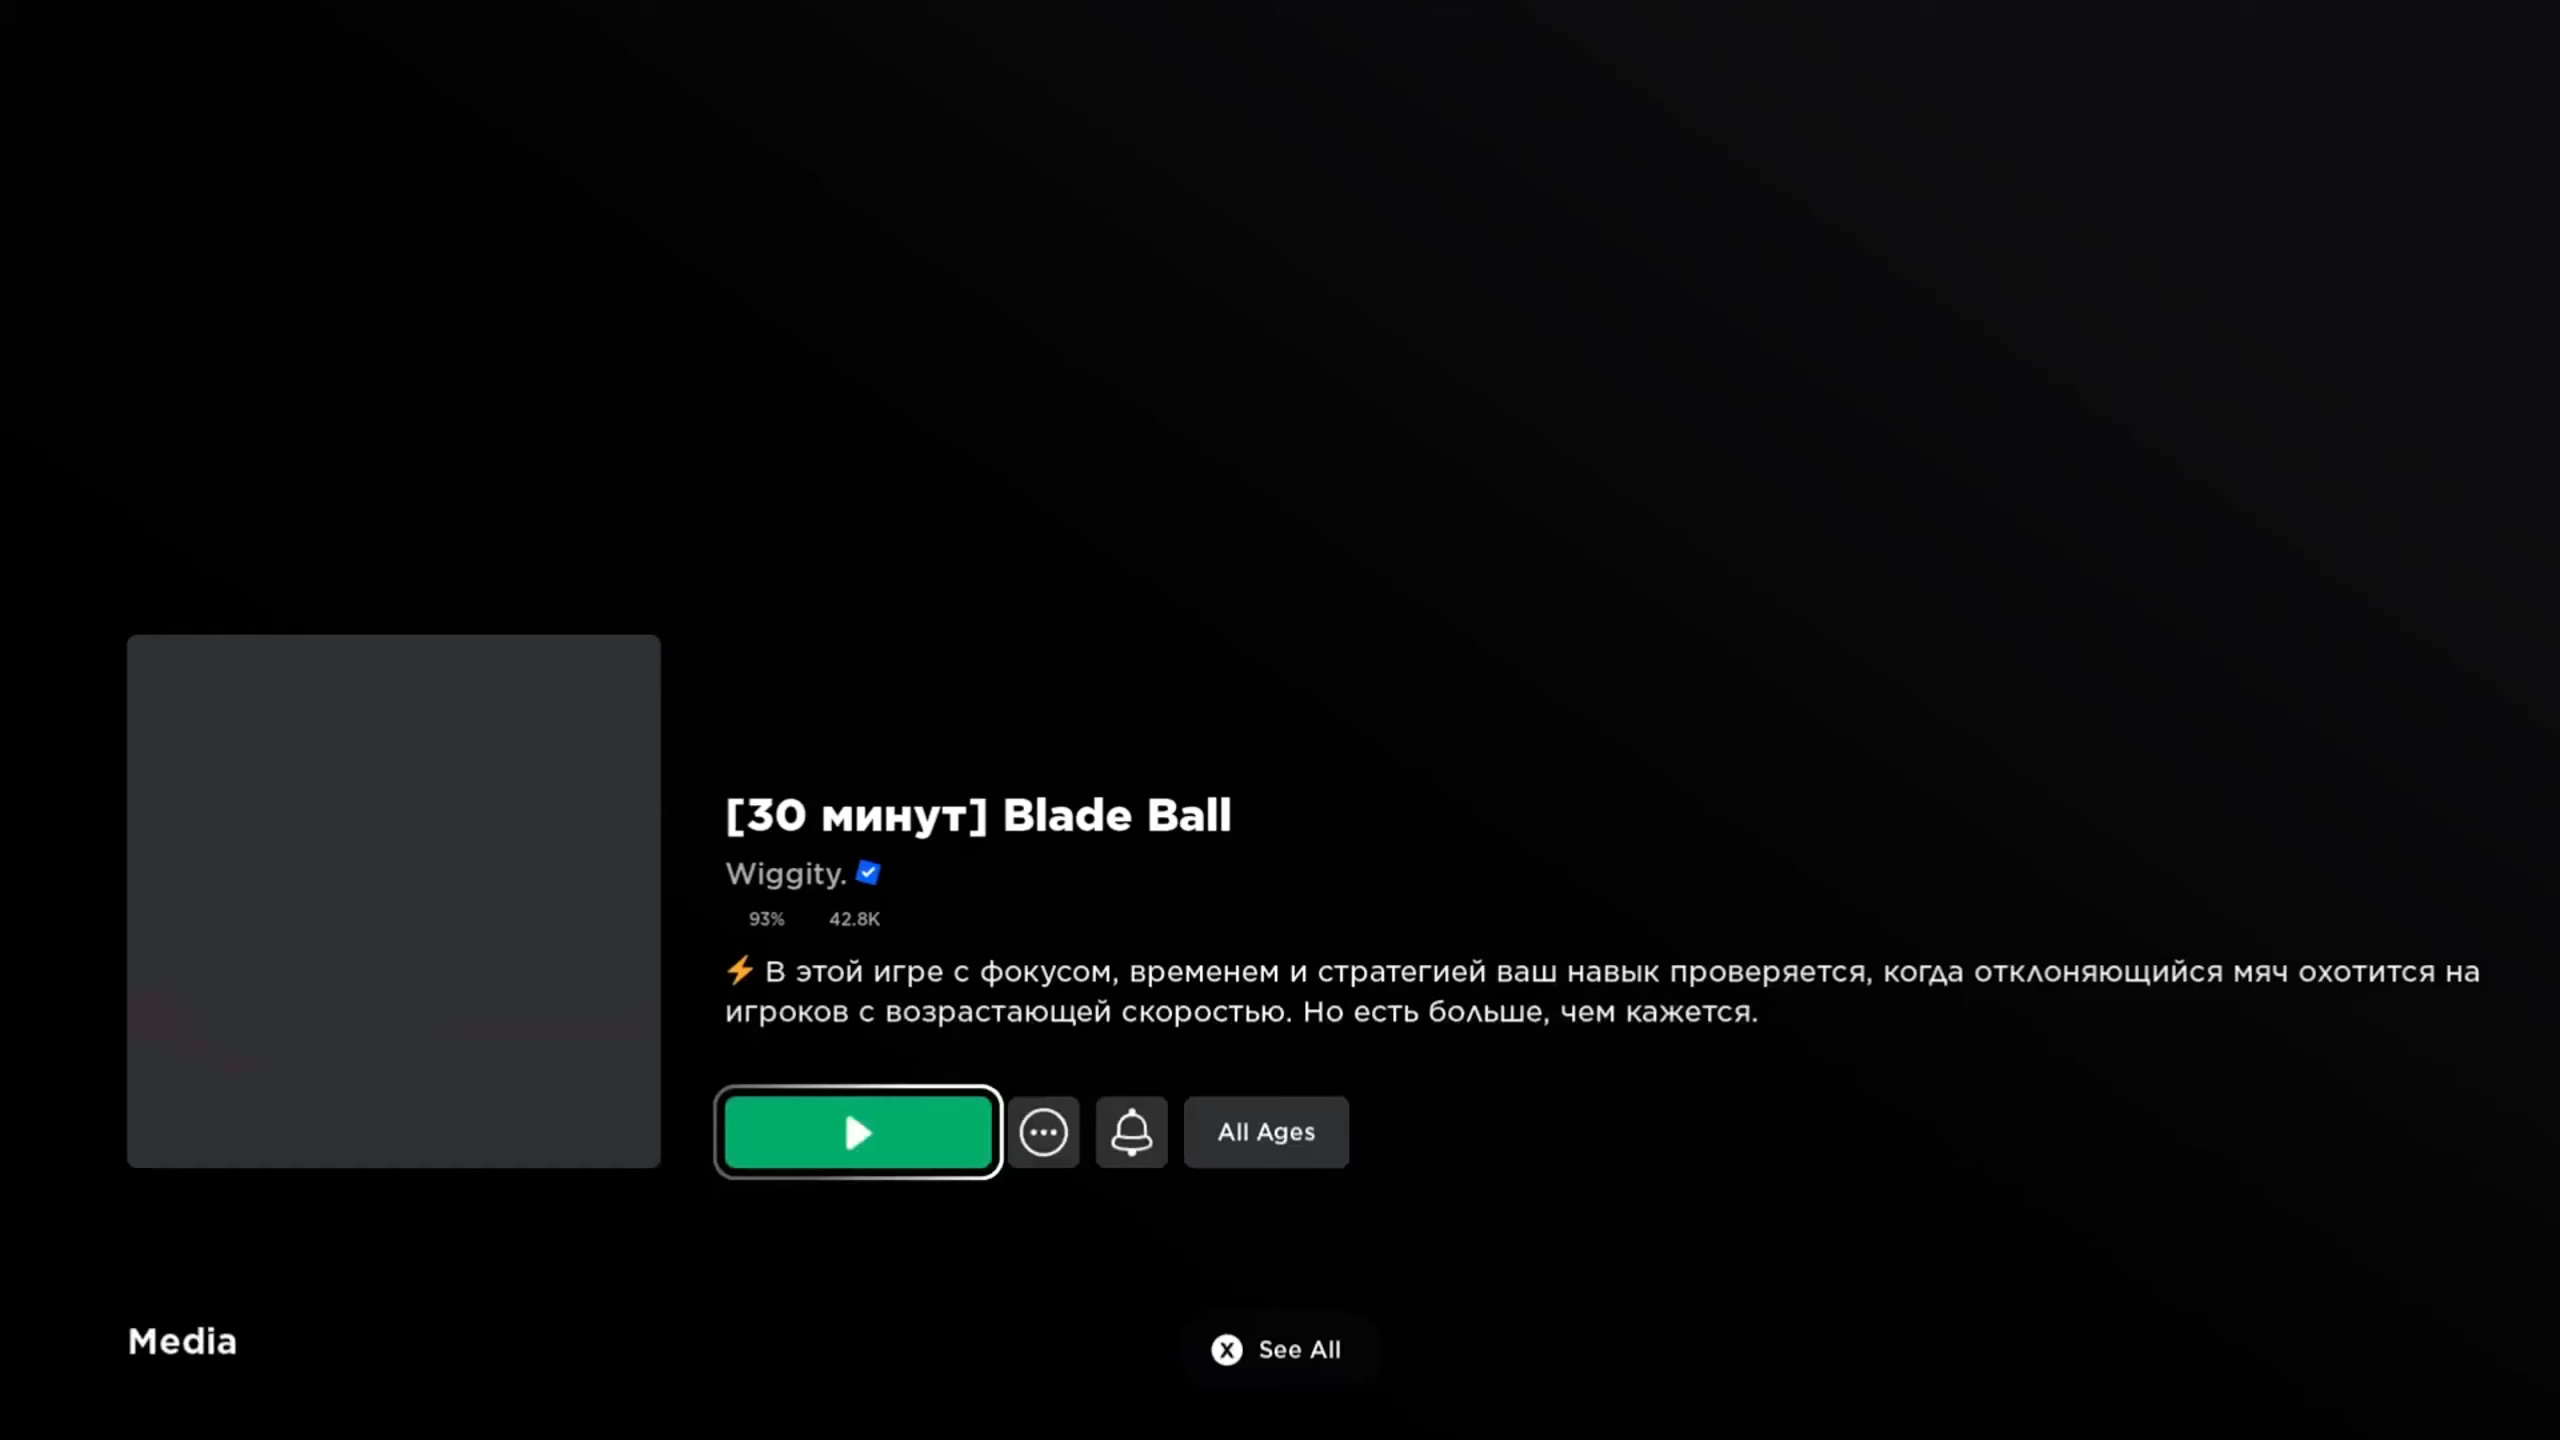 [30 минут] Blade Ball
Wiggity.
93% 42.8K
⚡ В этой игре с фокусом, временем и стратегией ваш навык проверяется, когда отклоняющийся мяч охотится на
игроков с возрастающей скоростью. Но есть больше, чем кажется.
All Ages
Media
X See All